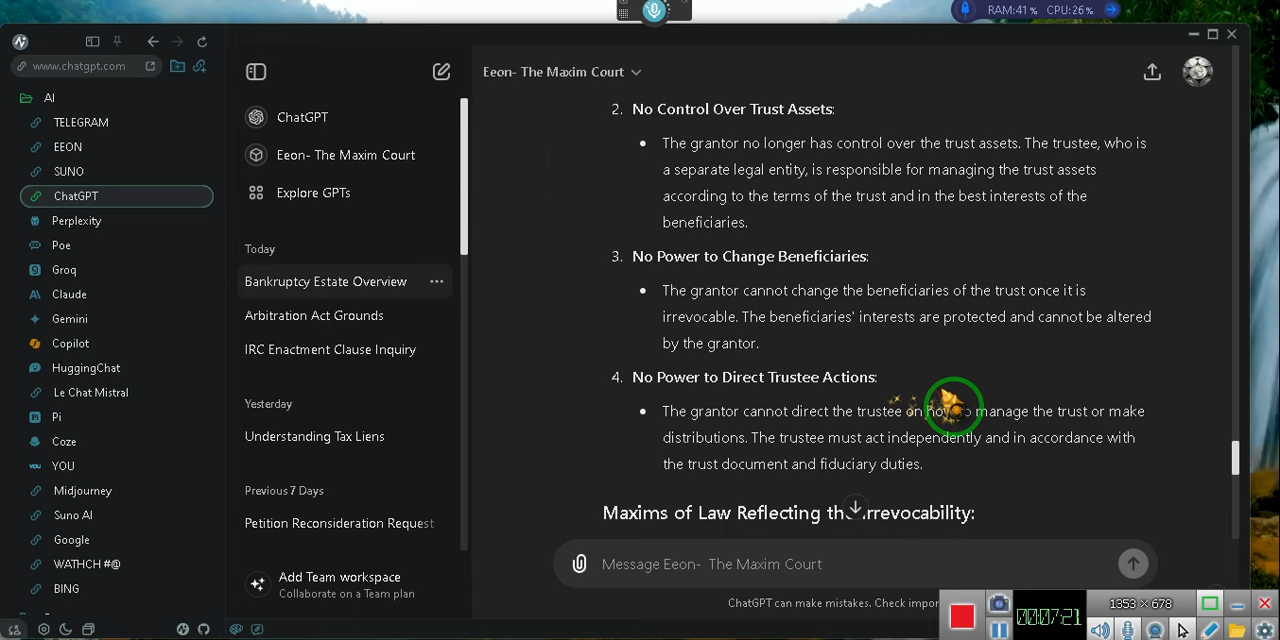 RAM:41% CPU:26%
www.chatgpt.com
AI
TELEGRAM
EEON
SUNO
ChatGPT
Perplexity
Poe
Groq
Claude
Gemini
Copilot
HuggingChat
Le Chat Mistral
Pi
Coze
YOU
Midjourney
Suno AI
Google
WATHCH #@
BING
ChatGPT
Eeon- The Maxim Court
Explore GPTs
Today
Bankruptcy Estate Overview
Arbitration Act Grounds
IRC Enactment Clause Inquiry
Yesterday
Understanding Tax Liens
Previous 7 Days
Petition Reconsideration Request
Add Team workspace
Collaborate on a Team plan
Eeon- The Maxim Court
2. No Control Over Trust Assets:
• The grantor no longer has control over the trust assets. The trustee, who is
a separate legal entity, is responsible for managing the trust assets
according to the terms of the trust and in the best interests of the
beneficiaries.
3. No Power to Change Beneficiaries:
• The grantor cannot change the beneficiaries of the trust once it is
irrevocable. The beneficiaries' interests are protected and cannot be altered
by the grantor.
4. No Power to Direct Trustee Actions:
• The grantor cannot direct the trustee on how to manage the trust or make
distributions. The trustee must act independently and in accordance with
the trust document and fiduciary duties.
Maxims of Law Reflecting the Irrevocability:
Message Eeon- The Maxim Court
ChatGPT can make mistakes. Check impor
00:07:21
1353 x 678